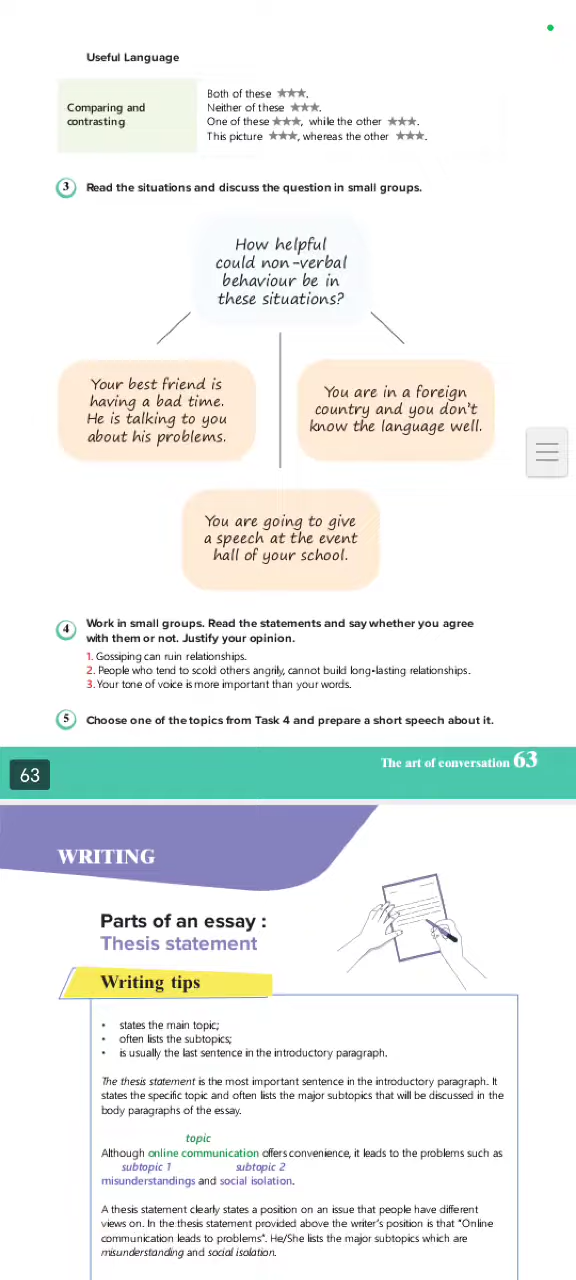 Useful Language
Comparing and
contrasting
Both of these ★★★.
Neither of these ★★★.
One of these ★★★, while the other ★★★.
This picture ★★★, whereas the other ★★★.
3 Read the situations and discuss the question in small groups.
How helpful
could non-verbal
behaviour be in
these situations?
Your best friend is
having a bad time.
He is talking to you
about his problems.
You are in a foreign
country and you don't
know the language well.
You are going to give
a speech at the event
hall of your school.
4 Work in small groups. Read the statements and say whether you agree
with them or not. Justify your opinion.
1. Gossiping can ruin relationships.
2. People who tend to scold others angrily, cannot build long-lasting relationships.
3. Your tone of voice is more important than your words.
5 Choose one of the topics from Task 4 and prepare a short speech about it.
The art of conversation 63
63
WRITING
Parts of an essay :
Thesis statement
Writing tips
• states the main topic;
• often lists the subtopics;
• is usually the last sentence in the introductory paragraph.
The thesis statement is the most important sentence in the introductory paragraph. It
states the specific topic and often lists the major subtopics that will be discussed in the
body paragraphs of the essay.
topic
Although online communication offers convenience, it leads to the problems such as
subtopic 1 subtopic 2
misunderstandings and social isolation.
A thesis statement clearly states a position on an issue that people have different
views on. In the thesis statement provided above the writer's position is that "Online
communication leads to problems". He/She lists the major subtopics which are
misunderstanding and social isolation.